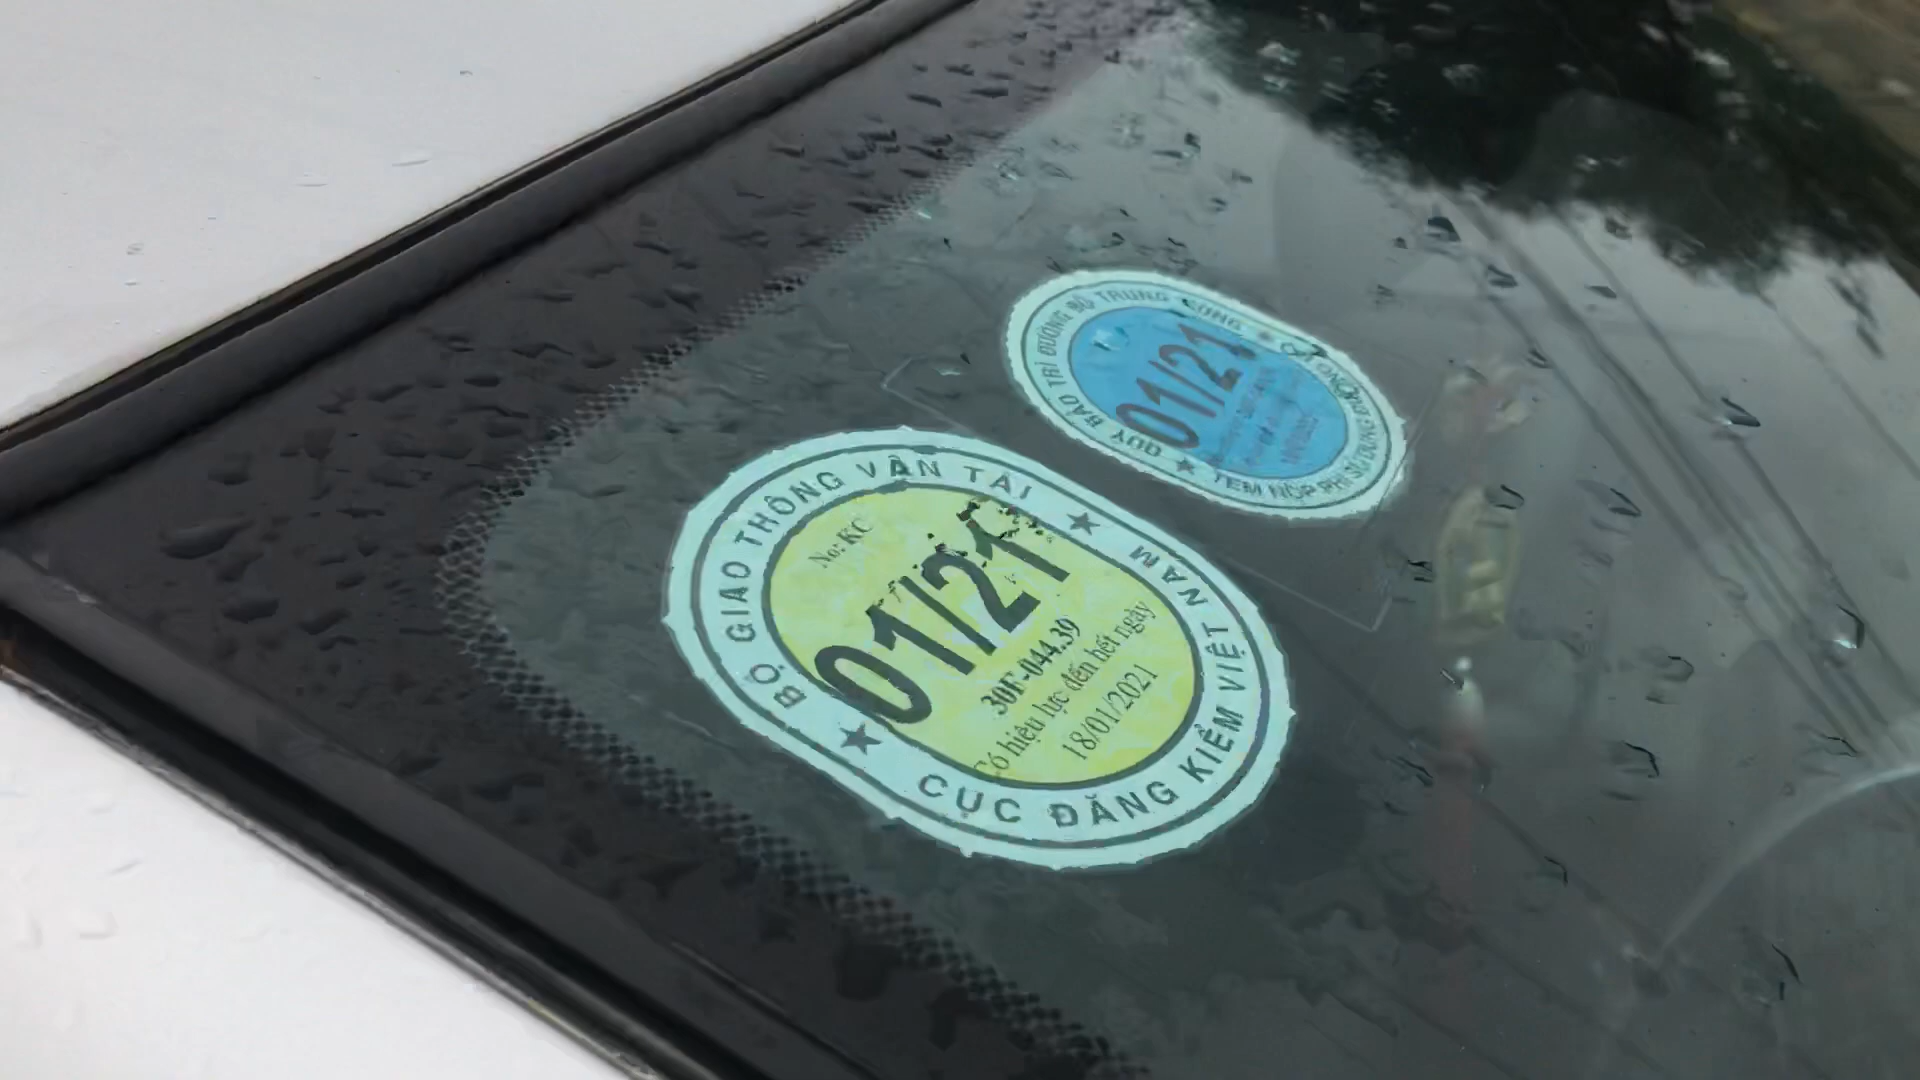 BỘ GIAO THÔNG VẬN TẢI
No: KC
01/21
30F-044.39
Có hiệu lực đến hết ngày
18/01/2021
CỤC ĐĂNG KIỂM VIỆT NAM
QUỸ BẢO TRÌ ĐƯỜNG BỘ TRUNG ƯƠNG
01/21
TEM NỘP PHÍ SỬ DỤNG ĐƯỜNG BỘ